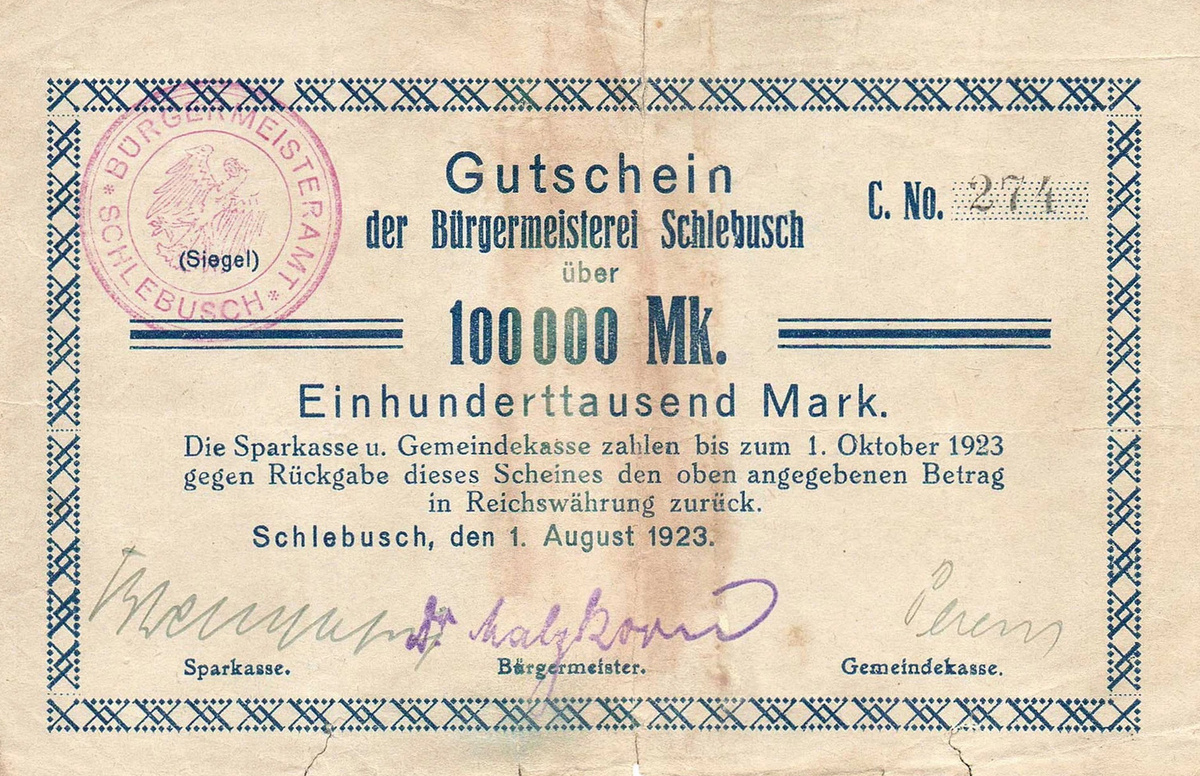 * BÜRGERMEISTERAMT * SCHLEBUSCH
(Siegel)
Gutschein
C. No. 274
der Bürgermeisterei Schlebusch
über
100000 Mk.
Einhunderttausend Mark.
Die Sparkasse u. Gemeindekasse zahlen bis zum 1. Oktober 1923
gegen Rückgabe dieses Scheines den oben angegebenen Betrag
in Reichswährung zurück.
Schlebusch, den 1. August 1923.
Dr. Malzkorn
Sparkasse. Bürgermeister. Gemeindekasse.